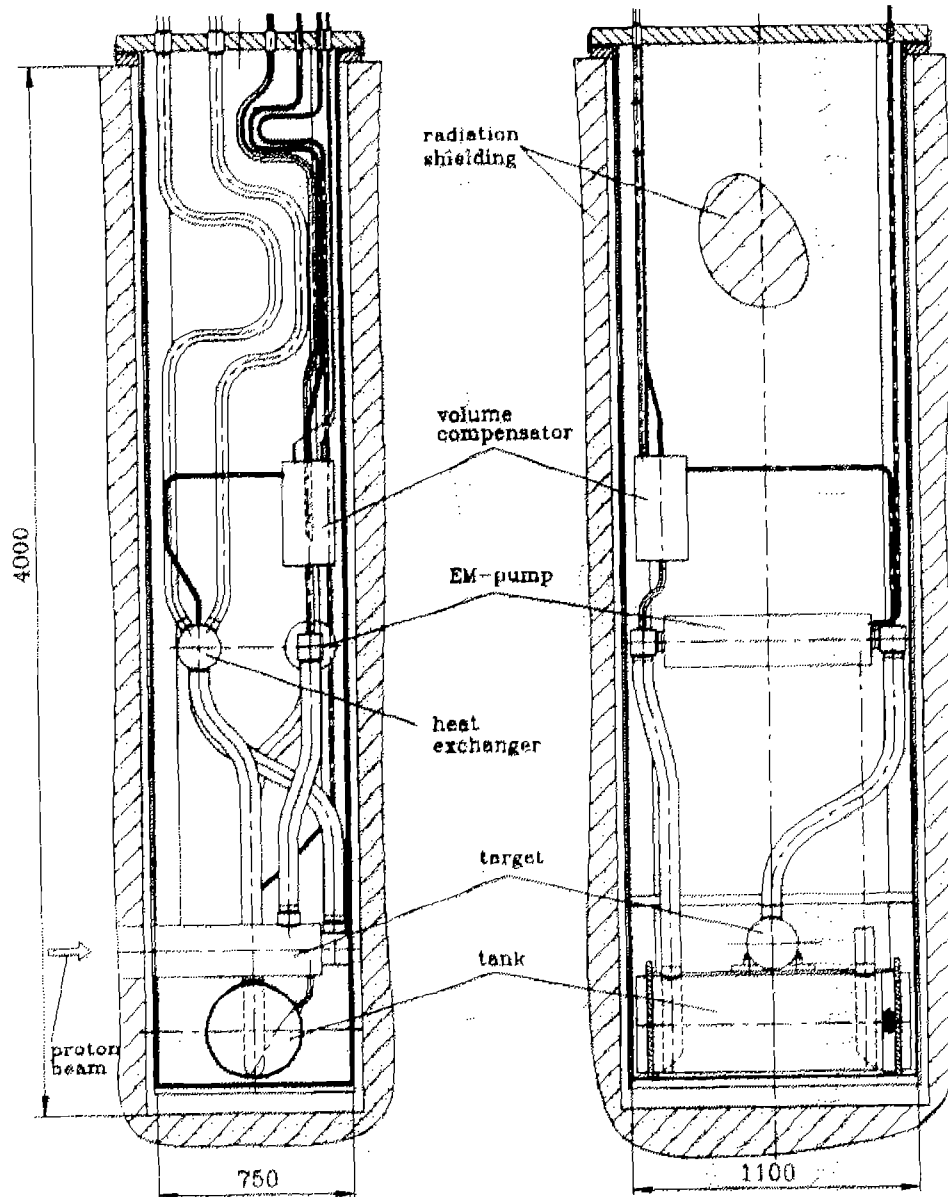 radiation
shielding
volume
compensator
4000
EM-pump
heat
exchanger
target
tank
proton
beam
750
1100